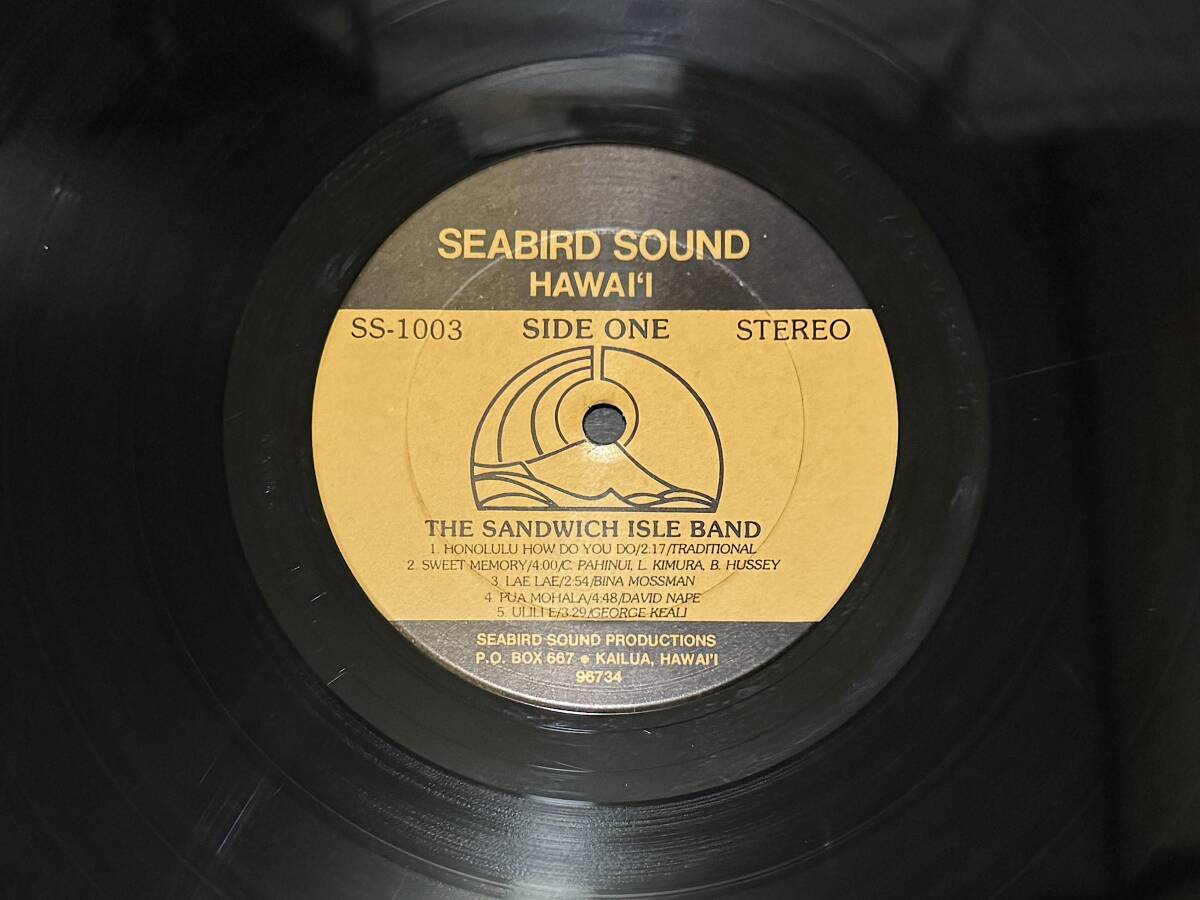 SEABIRD SOUND
HAWAI'I
SS-1003 SIDE ONE STEREO
THE SANDWICH ISLE BAND
1. HONOLULU HOW DO YOU DO/2:17/TRADITIONAL
2. SWEET MEMORY/4:00/C. PAHINUI, L. KIMURA, B. HUSSEY
3. LAE LAE/2:54/BINA MOSSMAN
4. PUA MOHALA/4:48/DAVID NAPE
5. ULILI E/3:29/GEORGE KEALI
SEABIRD SOUND PRODUCTIONS
P.O. BOX 667 • KAILUA, HAWAI'I
96734